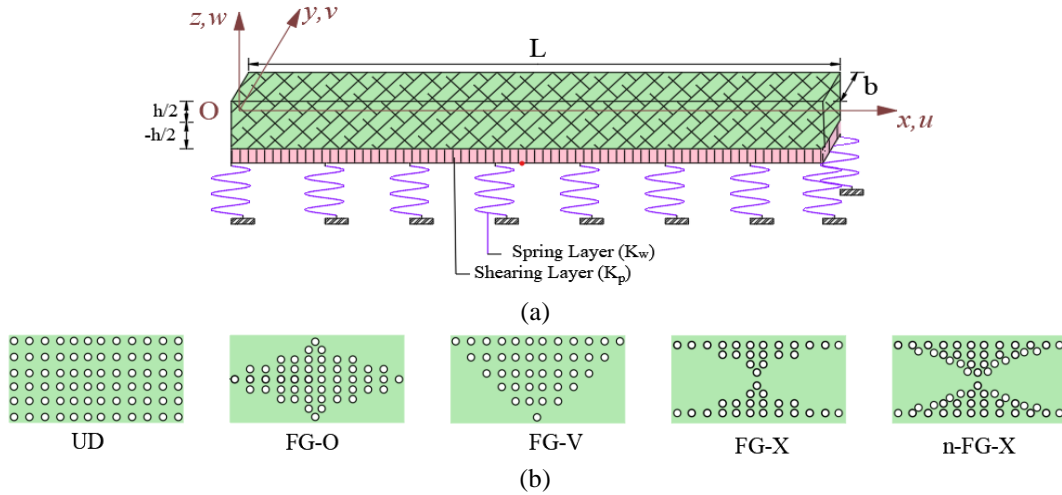 z,w
y,v
L
b
h/2
O
-h/2
x,u
Spring Layer (Kw)
Shearing Layer (Kp)
(a)
UD
FG-O
FG-V
FG-X
n-FG-X
(b)